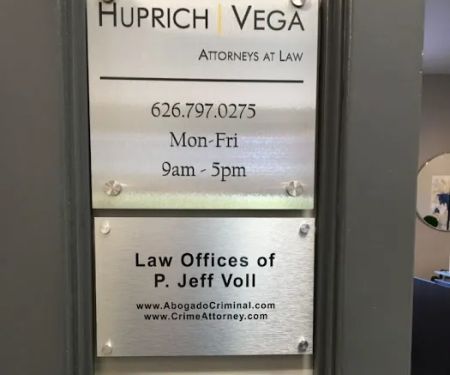 HUPRICH | VEGA
ATTORNEYS AT LAW
626.797.0275
Mon-Fri
9am - 5pm
Law Offices of
P. Jeff Voll
www.AbogadoCriminal.com
www.CrimeAttorney.com